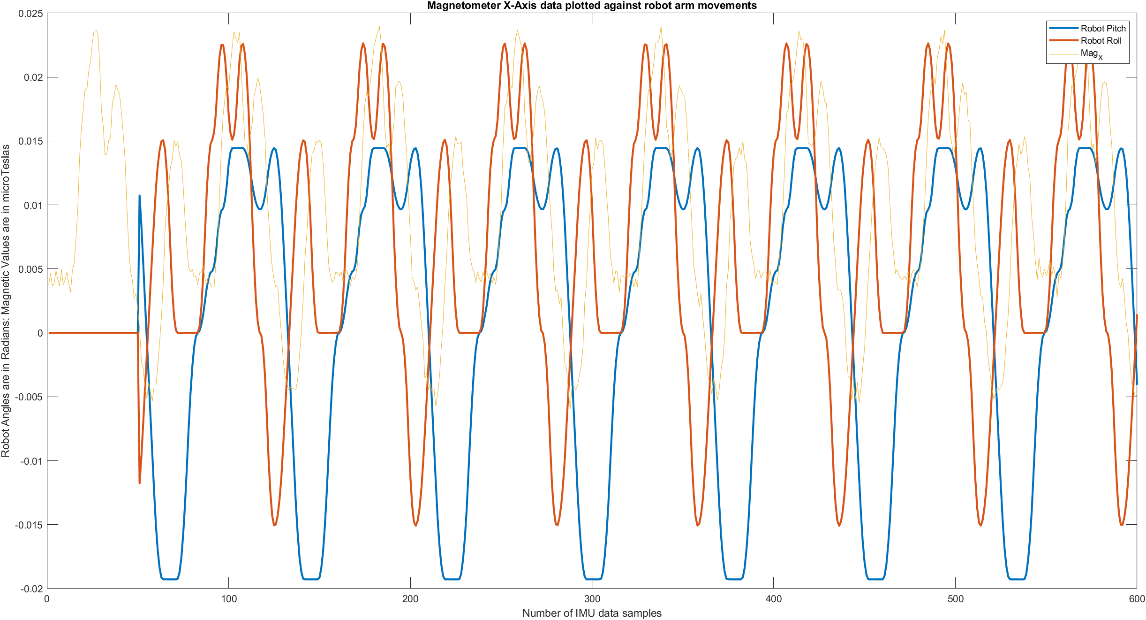 Magnetometer X-Axis data plotted against robot arm movements
Robot Angles are in Redians: Magnetic Values are in microTeslas
0.025
0.02
0.015
0.01
0.005
0
-0.005
-0.01
-0.015
-0.02
0
100
200
300
400
500
600
Number of IMU data samples
Robot Pitch
Robot Roll
Mag_x